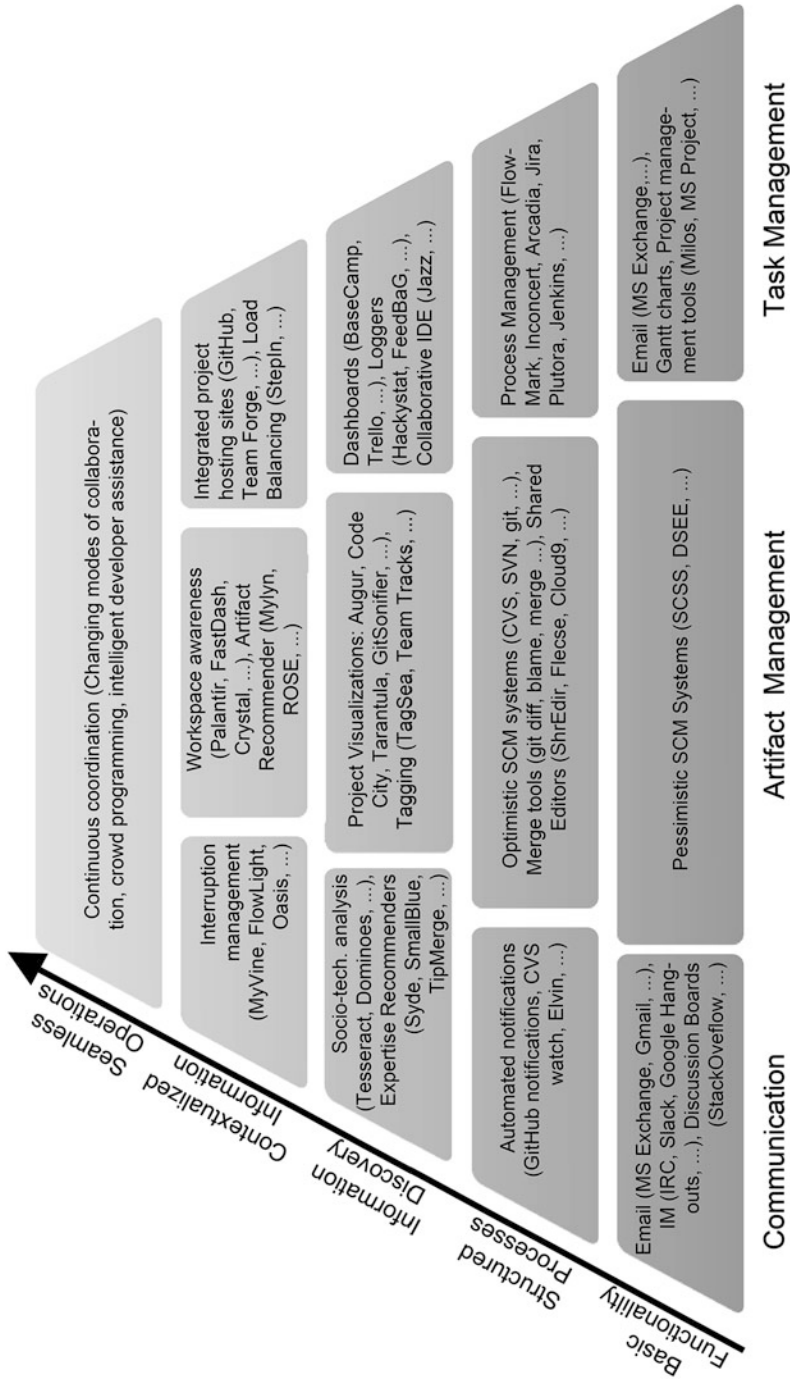 Seamless
Operations
Continuous coordination (Changing modes of collabora-
tion, crowd programming, intelligent developer assistance)
Contextualized
Information
Interruption
management
(MyVine, FlowLight,
Oasis, ...)
Workspace awareness
(Palantír, FastDash,
Crystal, ...), Artifact
Recommender (Mylyn,
ROSE, ...)
Integrated project
hosting sites (GitHub,
Team Forge, ...), Load
Balancing (StepIn, ...)
Information
Discovery
Socio-tech. analysis
(Tesseract, Dominoes, ...),
Expertise Recommenders
(Syde, SmallBlue,
TipMerge, ...)
Project Visualizations: Augur, Code
City, Tarantula, GitSonifier, ...),
Tagging (TagSea, Team Tracks, ...)
Dashboards (BaseCamp,
Trello, ...), Loggers
(Hackystat, FeedBaG, ...),
Collaborative IDE (Jazz, ...)
Structured
Processes
Automated notifications
(GitHub notifications, CVS
watch, Elvin, ...)
Optimistic SCM systems (CVS, SVN, git, ...),
Merge tools (git diff, blame, merge ...), Shared
Editors (ShrEdir, Flecse, Cloud9, ...)
Process Management (Flow-
Mark, Inconcert, Arcadia, Jira,
Plutora, Jenkins, ...)
Basic
Functionality
Email (MS Exchange, Gmail, ...),
IM (IRC, Slack, Google Hang-
outs, ...), Discussion Boards
(StackOveflow, ...)
Pessimistic SCM Systems (SCSS, DSEE, ...)
Email (MS Exchange,...),
Gantt charts, Project manage-
ment tools (Milos, MS Project, ...)
Communication
Artifact Management
Task Management